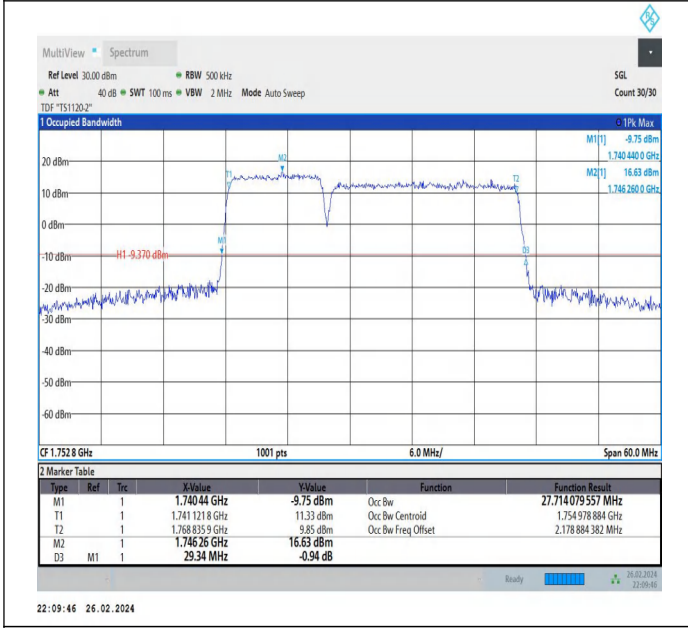 R S
MultiView Spectrum
Ref Level 30.00 dBm RBW 500 kHz SGL
Att 40 dB SWT 100 ms VBW 2 MHz Mode Auto Sweep Count 30/30
TDF "TS1120-2"
1 Occupied Bandwidth 1Pk Max
M1[1] -9.75 dBm
1.740 440 0 GHz
M2[1] 16.63 dBm
1.746 260 0 GHz
M2
20 dBm
T1
T2
10 dBm
0 dBm
M1
D3
-10 dBm
H1 -9.370 dBm
-20 dBm
-30 dBm
-40 dBm
-50 dBm
-60 dBm
CF 1.752 8 GHz 1001 pts 6.0 MHz/ Span 60.0 MHz
2 Marker Table
Type Ref Trc X-Value Y-Value Function Function Result
M1 1 1.740 44 GHz -9.75 dBm Occ Bw 27.714 079 557 MHz
T1 1 1.741 121 8 GHz 11.33 dBm Occ Bw Centroid 1.754 978 884 GHz
T2 1 1.768 835 9 GHz 9.85 dBm Occ Bw Freq Offset 2.178 884 382 MHz
M2 1 1.746 26 GHz 16.63 dBm
D3 M1 1 29.34 MHz -0.94 dB
Ready 26.02.2024
22:09:46
22:09:46 26.02.2024